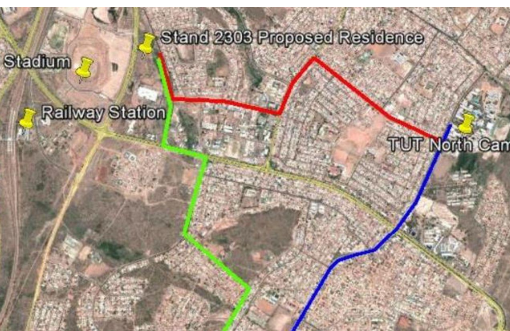 Stand 2303 Proposed Residence
Stadium
Railway Station
TUT North Cam